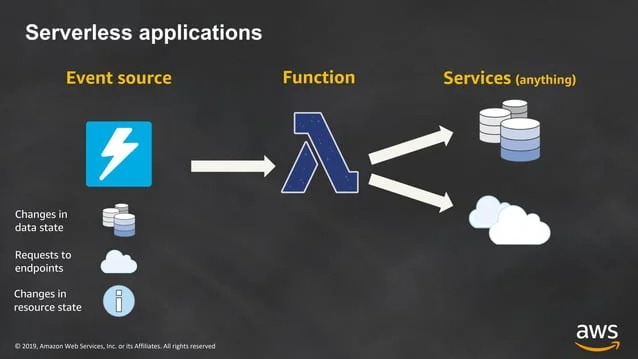 Serverless applications
Event source
Function
Services (anything)
Changes in
data state
Requests to
endpoints
Changes in
resource state
© 2019, Amazon Web Services, Inc. or its Affiliates. All rights reserved
aws